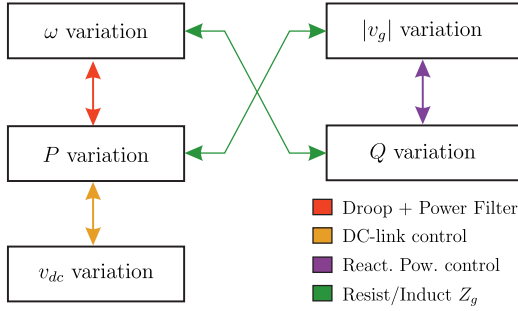 ω variation
|v_g| variation
P variation
Q variation
v_dc variation
Droop + Power Filter
DC-link control
React. Pow. control
Resist/Induct Z_g